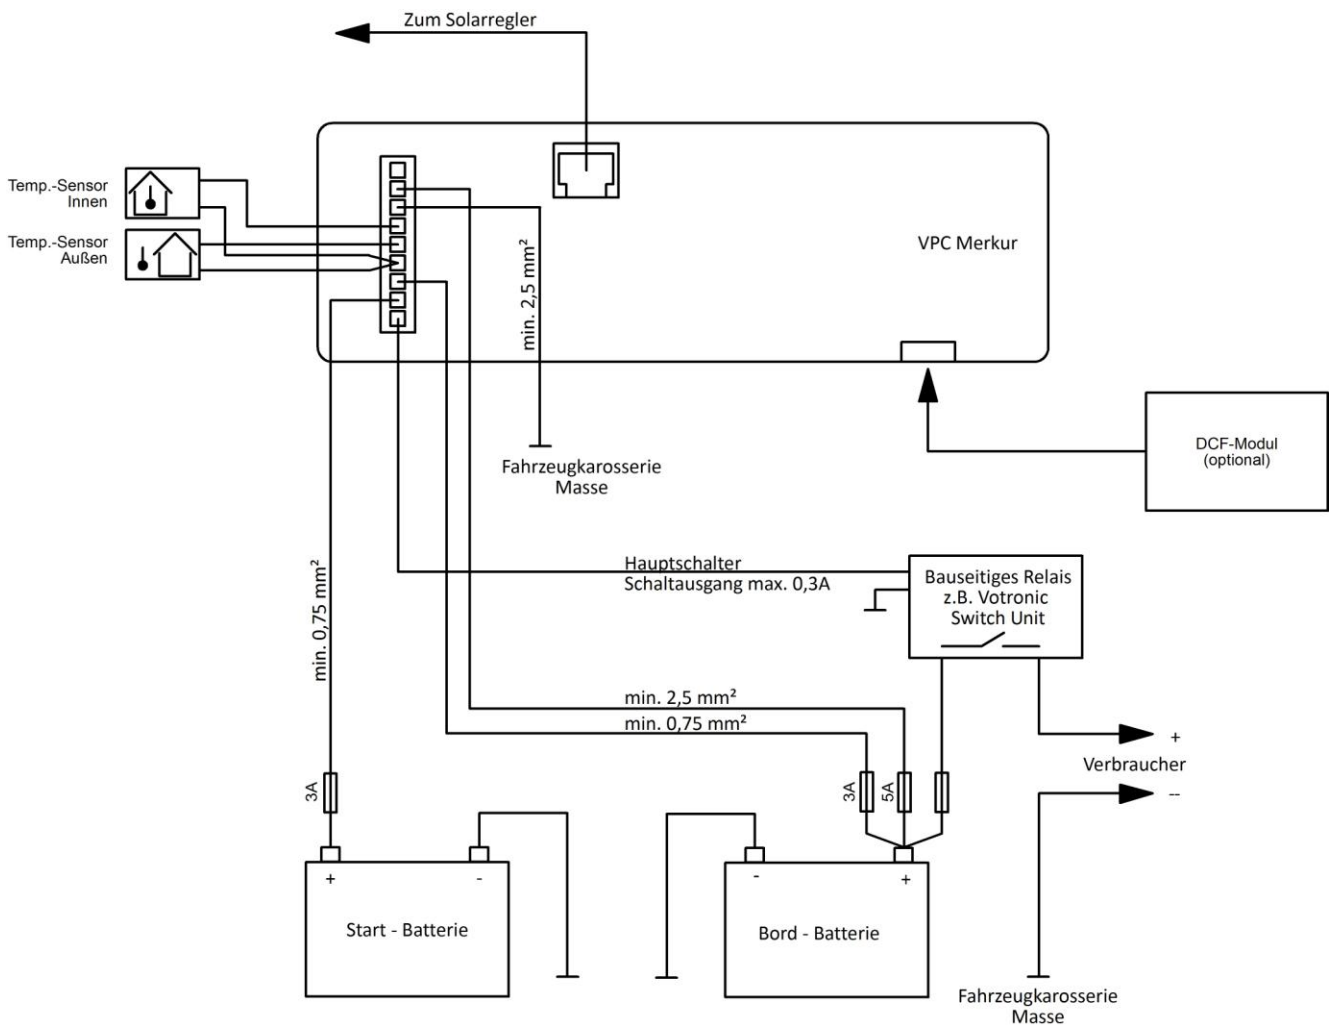 Zum Solarregler
Temp.-Sensor
Innen
Temp.-Sensor
Außen
VPC Merkur
min. 2,5 mm²
DCF-Modul
(optional)
Fahrzeugkarosserie
Masse
min. 0,75 mm²
Hauptschalter
Schaltausgang max. 0,3A
Bauseitiges Relais
z.B. Votronic
Switch Unit
min. 2,5 mm²
min. 0,75 mm²
+
Verbraucher
--
3A
3A
5A
+
-
Start - Batterie
-
+
Bord - Batterie
Fahrzeugkarosserie
Masse